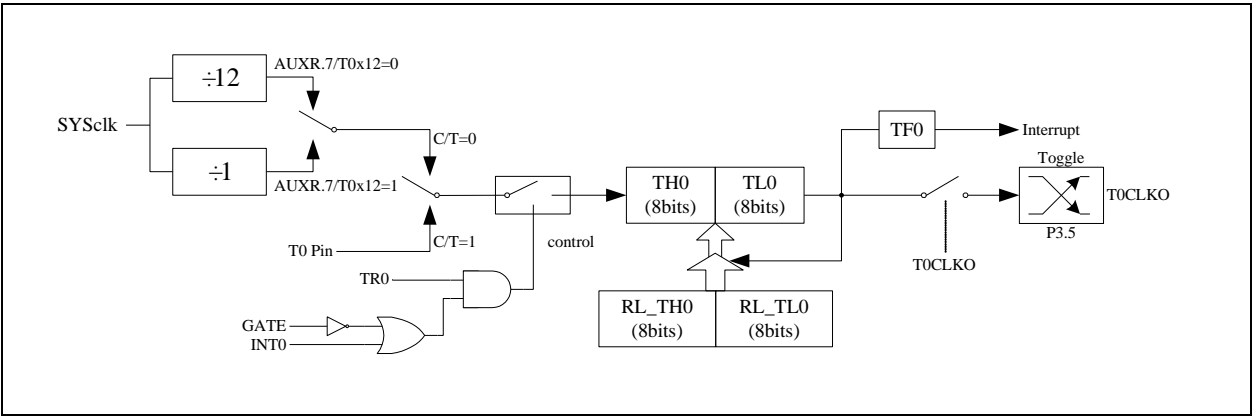 ÷12
AUXR.7/T0x12=0
SYSclk
C/T=0
÷1
AUXR.7/T0x12=1
T0 Pin
C/T=1
control
TR0
GATE
INT0
TH0
(8bits)
TL0
(8bits)
RL_TH0
(8bits)
RL_TL0
(8bits)
TF0
Interrupt
Toggle
T0CLKO
P3.5
T0CLKO